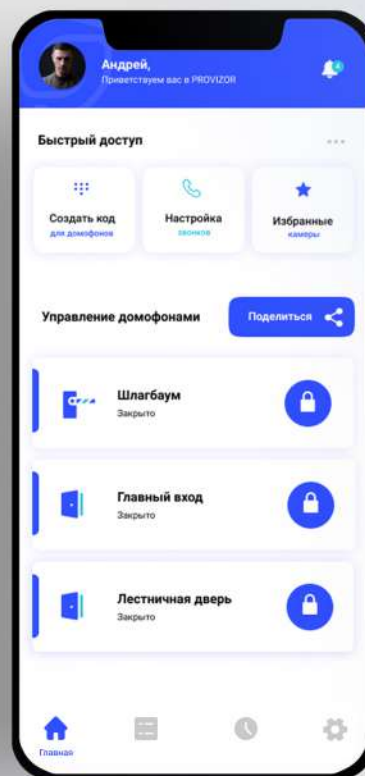 Андрей,
Приветствуем вас в PROVIZOR
4
Быстрый доступ
Создать код
для домофонов
Настройка
звонков
Избранные
камеры
Управление домофонами
Поделиться
Шлагбаум
Закрыто
Главный вход
Закрыто
Лестничная дверь
Закрыто
Главная